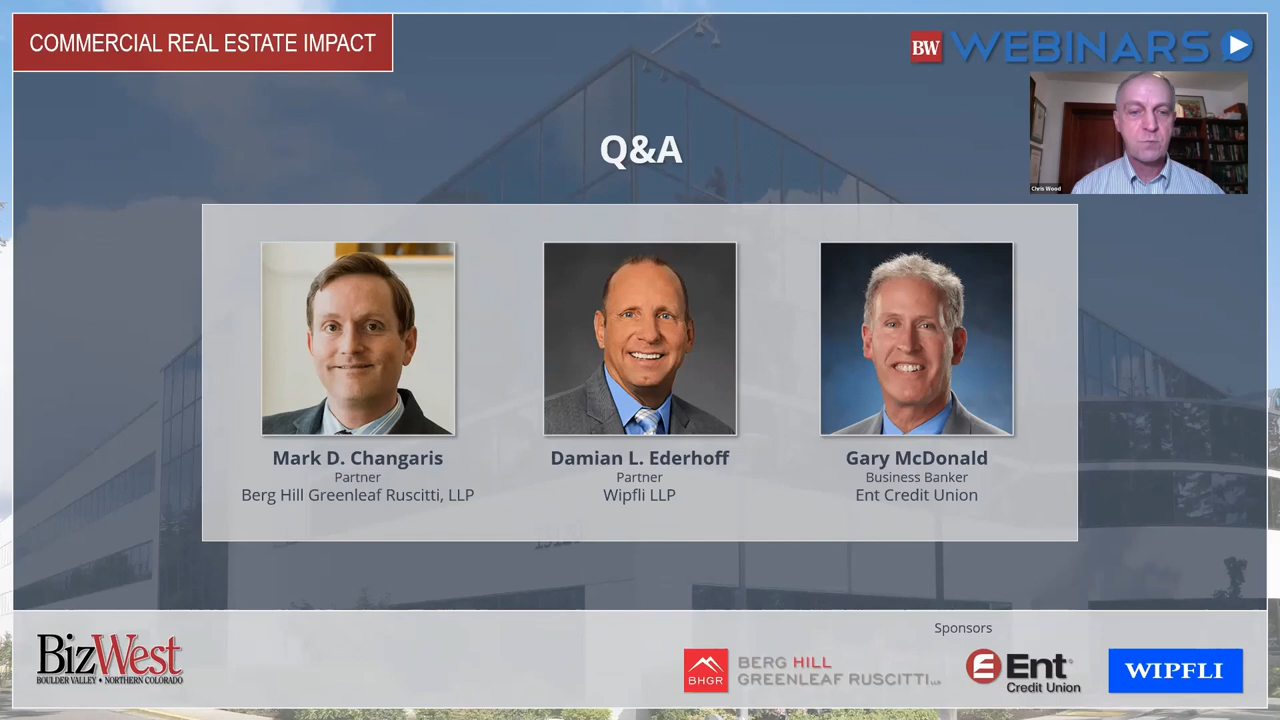 COMMERCIAL REAL ESTATE IMPACT
BW WEBINARS
Chris Wood
Q&A
Mark D. Changaris
Partner
Berg Hill Greenleaf Ruscitti, LLP
Damian L. Ederhoff
Partner
Wipfli LLP
Gary McDonald
Business Banker
Ent Credit Union
BizWest
BOULDER VALLEY • NORTHERN COLORADO
Sponsors
BHGR
BERG HILL
GREENLEAF RUSCITTI LLP
Ent
Credit Union
WIPFLI